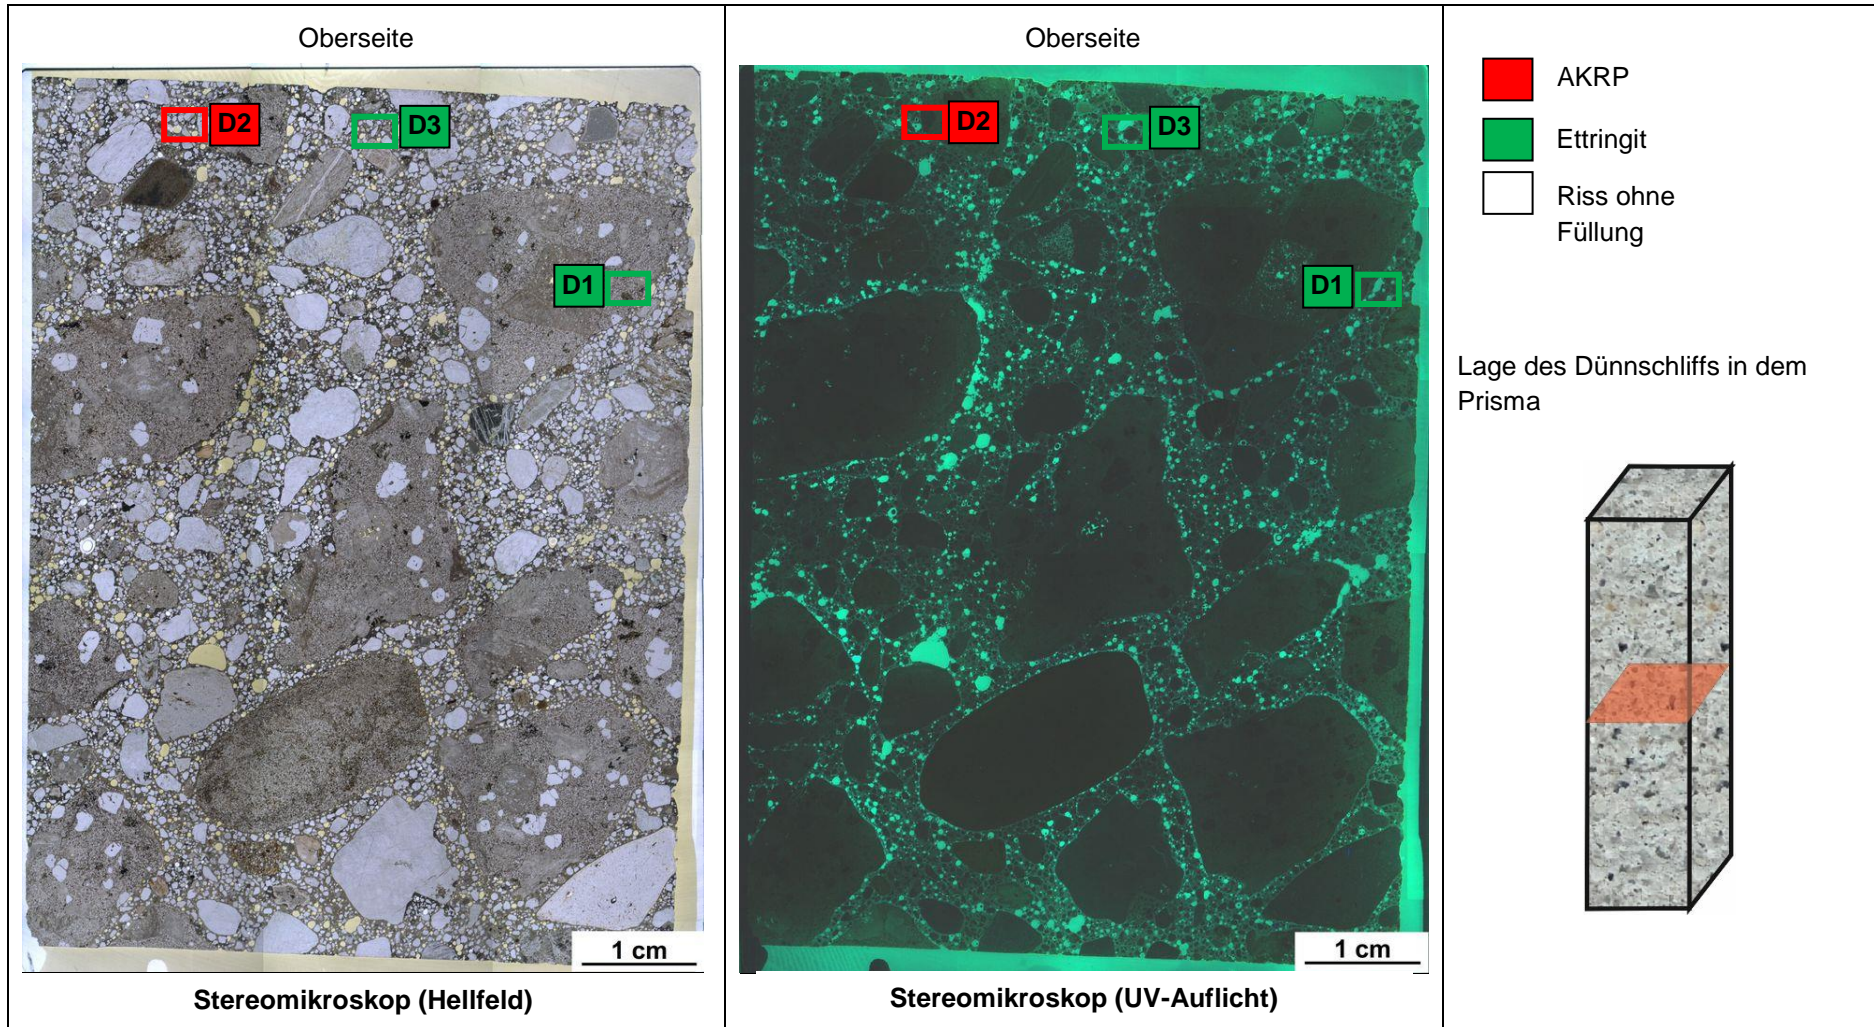 Oberseite
D2
D3
D1
1 cm
Stereomikroskop (Hellfeld)
Oberseite
D2
D3
D1
1 cm
Stereomikroskop (UV-Auflicht)
AKRP
Ettringit
Riss ohne
Füllung
Lage des Dünnschliffs in dem
Prisma